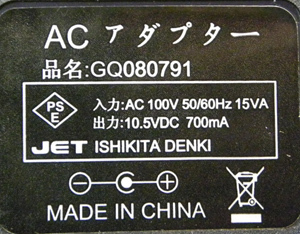 AC アダプター
品名:GQ080791
PS
E
入力:AC 100V 50/60Hz 15VA
出力:10.5VDC 700mA
JET ISHIKITA DENKI
MADE IN CHINA